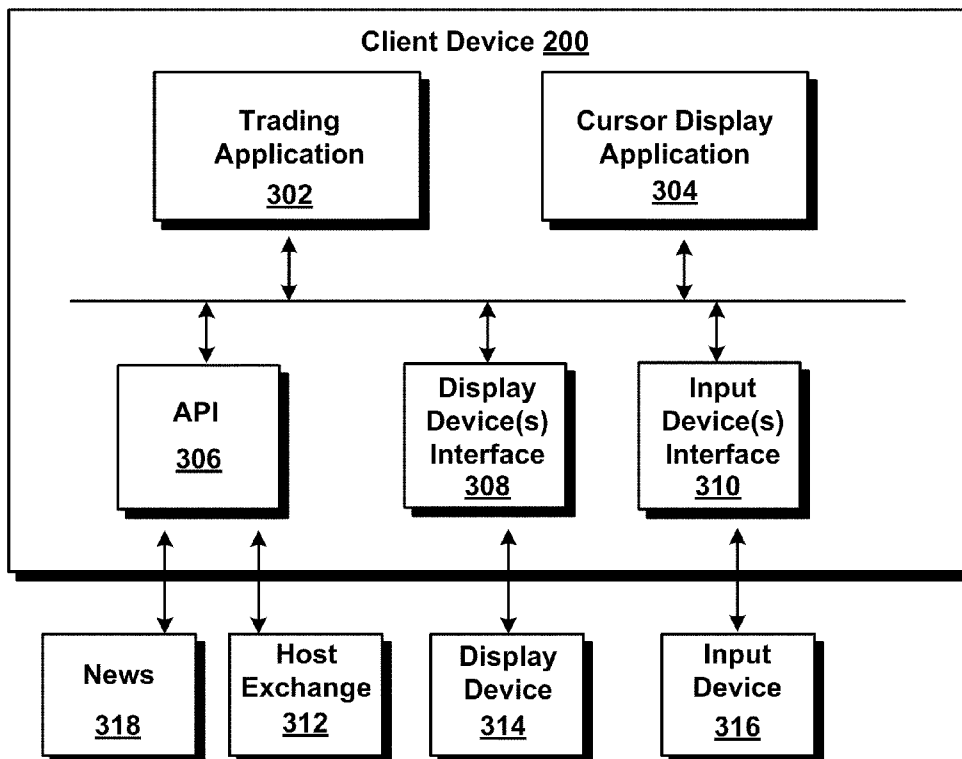 Client Device 200
Trading
Application
302
Cursor Display
Application
304
API
306
Display
Device(s)
Interface
308
Input
Device(s)
Interface
310
News
318
Host
Exchange
312
Display
Device
314
Input
Device
316